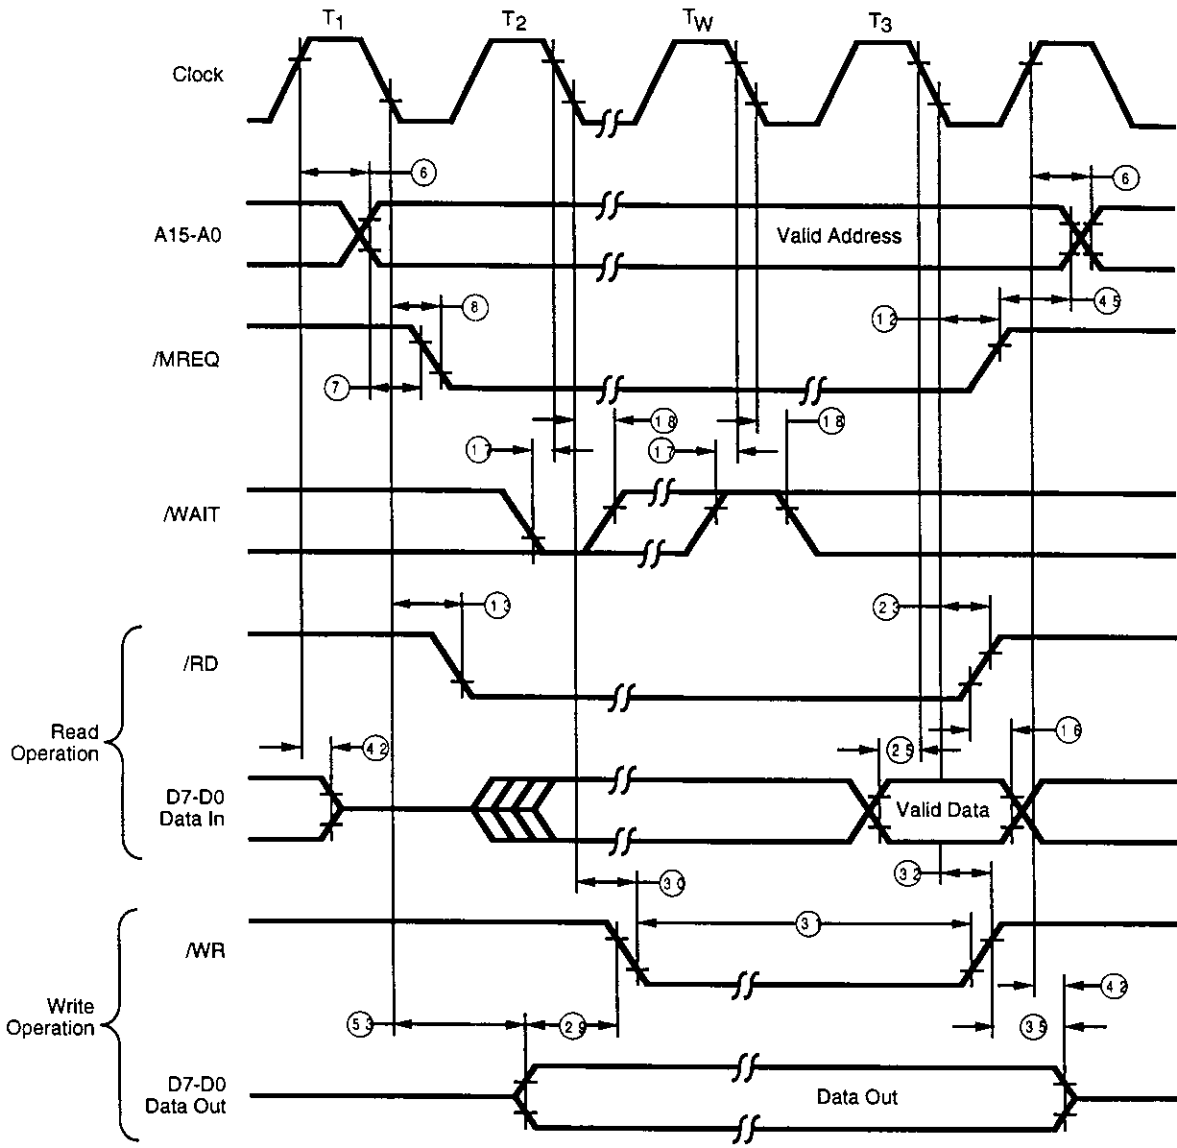 T1 T2 TW T3
Clock
6 6
A15-A0 Valid Address
8 45
12
/MREQ
7
18 18
17 17
/WAIT
13 23
/RD
Read
Operation
42 25 16
D7-D0
Data In
Valid Data
30 32
31
/WR
42
Write
Operation
53 29 35
D7-D0
Data Out
Data Out